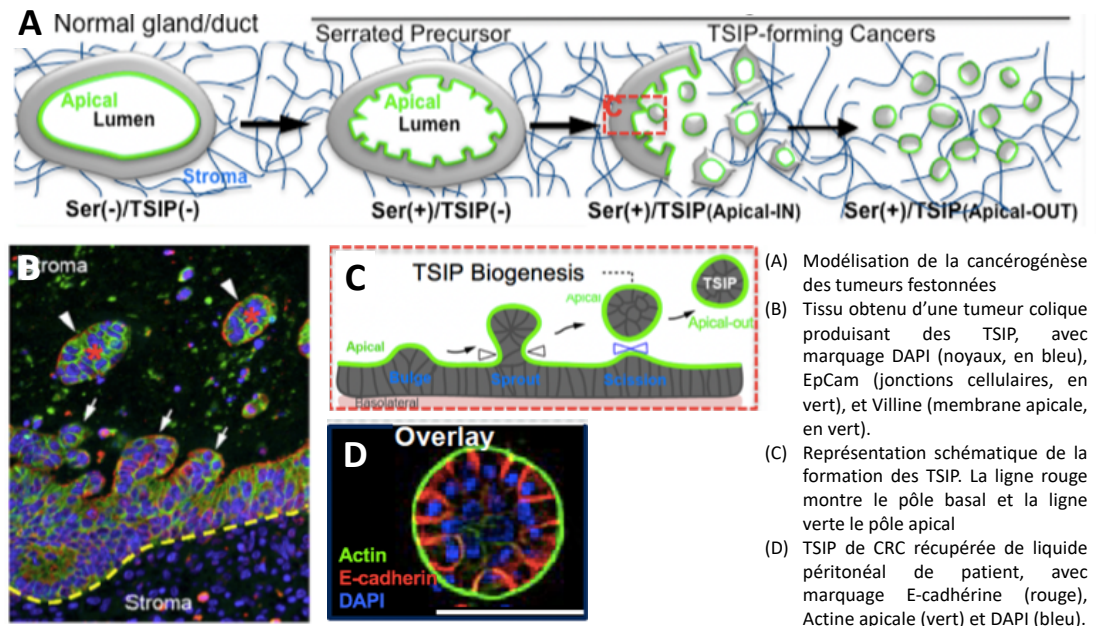 A
Normal gland/duct
Serrated Precursor
TSIP-forming Cancers
Apical
Lumen
Stroma
Apical
Lumen
C
Ser(-)/TSIP(-)
Ser(+)/TSIP(-)
Ser(+)/TSIP(Apical-IN)
Ser(+)/TSIP(Apical-OUT)
B
Stroma
Stroma
C
TSIP Biogenesis
Apical
Bulge
Sprout
Apical
Scission
TSIP
Apical-out
Basolateral
D
Overlay
Actin
E-cadherin
DAPI
(A) Modélisation de la cancérogénèse
des tumeurs festonnées
(B) Tissu obtenu d’une tumeur colique
produisant des TSIP, avec
marquage DAPI (noyaux, en bleu),
EpCam (jonctions cellulaires, en
vert), et Villine (membrane apicale,
en vert).
(C) Représentation schématique de la
formation des TSIP. La ligne rouge
montre le pôle basal et la ligne
verte le pôle apical
(D) TSIP de CRC récupérée de liquide
péritonéal de patient, avec
marquage E-cadhérine (rouge),
Actine apicale (vert) et DAPI (bleu).